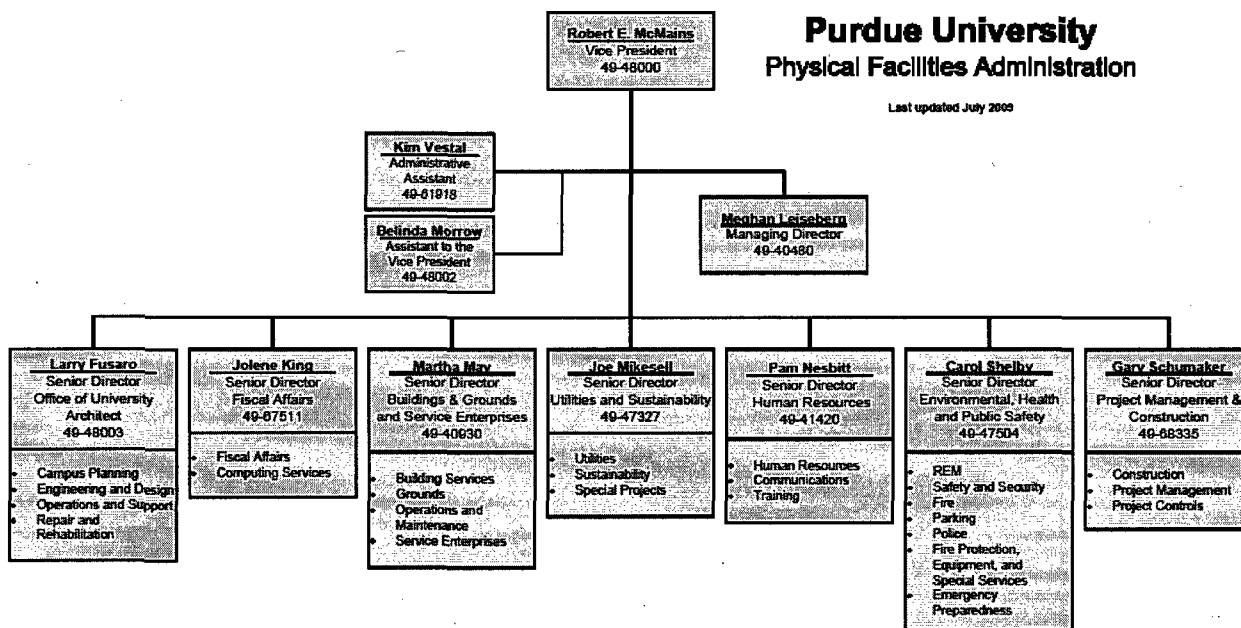 Robert E. McMains
Vice President
49-48000
Purdue University
Physical Facilities Administration
Last updated July 2009
Kim Vestal
Administrative
Assistant
49-61918
Belinda Morrow
Assistant to the
Vice President
49-48002
Meghan Leiseberg
Managing Director
49-40480
Larry Fusaro
Senior Director
Office of University
Architect
49-48003
Campus Planning
Engineering and Design
Operations and Support
Repair and
Rehabilitation
Jolene King
Senior Director
Fiscal Affairs
49-67511
Fiscal Affairs
Computing Services
Martha May
Senior Director
Buildings & Grounds
and Service Enterprises
49-40930
Building Services
Grounds
Operations and
Maintenance
Service Enterprises
Joe Mikesell
Senior Director
Utilities and Sustainability
49-47327
Utilities
Sustainability
Special Projects
Pam Nesbitt
Senior Director
Human Resources
49-41420
Human Resources
Communications
Training
Carol Shelby
Senior Director
Environmental, Health
and Public Safety
49-47504
REM
Safety and Security
Fire
Parking
Police
Fire Protection,
Equipment, and
Special Services
Emergency
Preparedness
Gary Schumaker
Senior Director
Project Management &
Construction
49-68335
Construction
Project Management
Project Controls